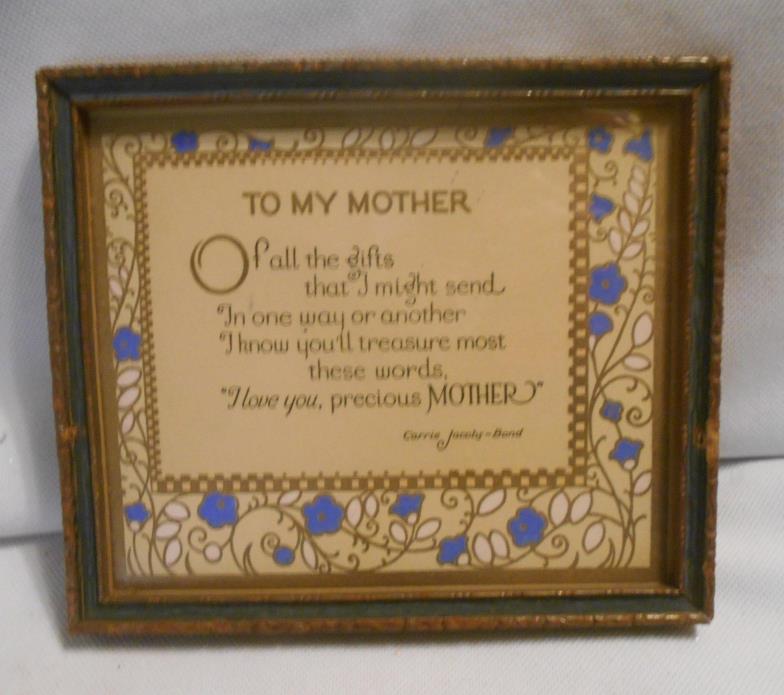 TO MY MOTHER
Of all the gifts
that I might send
In one way or another
I know you'll treasure most
these words,
"I love you, precious MOTHER"
Carrie Jacobs-Bond